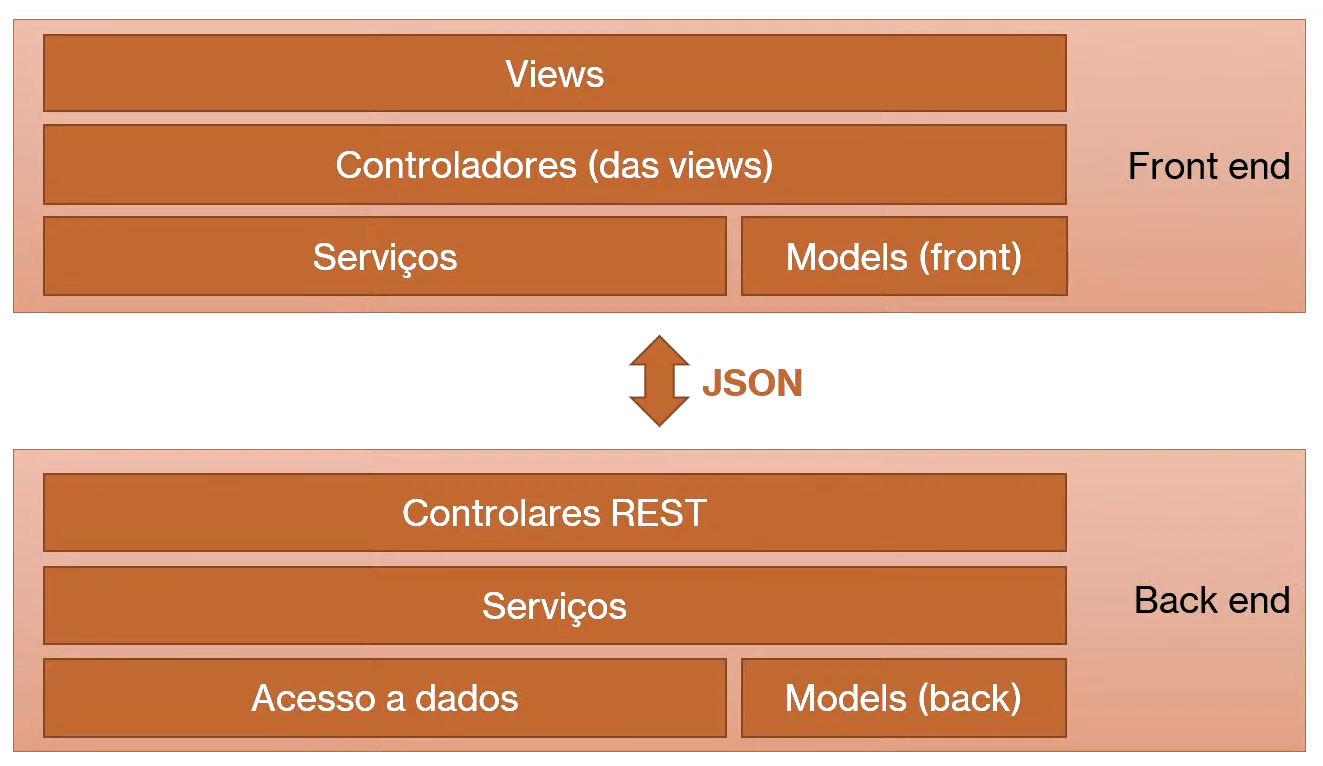 Views
Controladores (das views)
Front end
Serviços
Models (front)
JSON
Controlares REST
Serviços
Back end
Acesso a dados
Models (back)